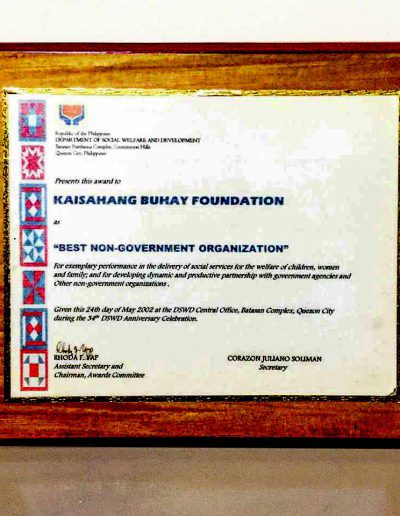 Republic of the Philippines
DEPARTMENT OF SOCIAL WELFARE AND DEVELOPMENT
Batasan Pambansa Complex, Constitution Hills
Quezon City, Philippines
Presents this award to
KAISAHANG BUHAY FOUNDATION
as
"BEST NON-GOVERNMENT ORGANIZATION"
For exemplary performance in the delivery of social services for the welfare of children, women
and family; and for developing dynamic and productive partnership with government agencies and
Other non-government organizations .
Given this 24th day of May 2002 at the DSWD Central Office, Batasan Complex, Quezon City
during the 34th DSWD Anniversary Celebration.
RHODA F. YAP
Assistant Secretary and
Chairman, Awards Committee
CORAZON JULIANO SOLIMAN
Secretary